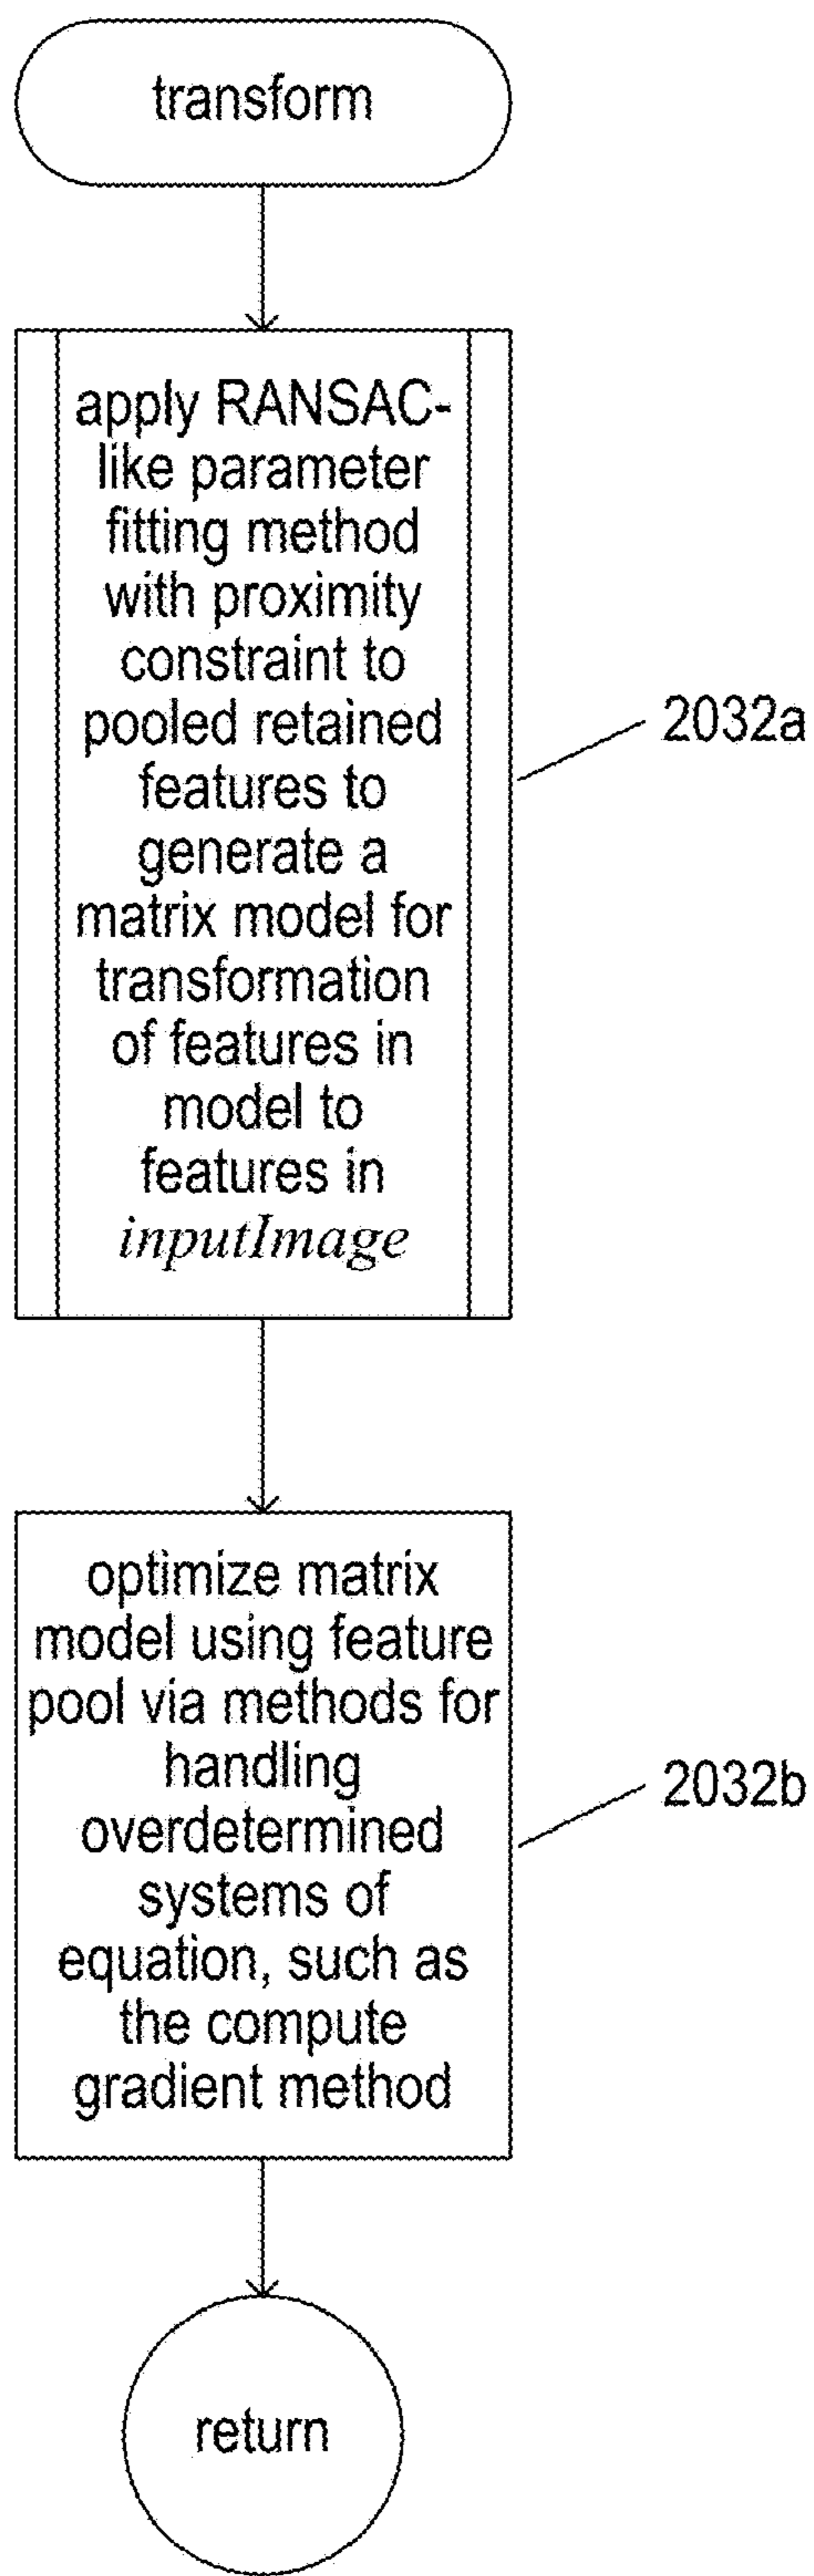 transform
apply RANSAC-
like parameter
fitting method
with proximity
constraint to
pooled retained
features to
generate a
matrix model for
transformation
of features in
model to
features in
inputImage
2032a
optimize matrix
model using feature
pool via methods for
handling
overdetermined
systems of
equation, such as
the compute
gradient method
2032b
return